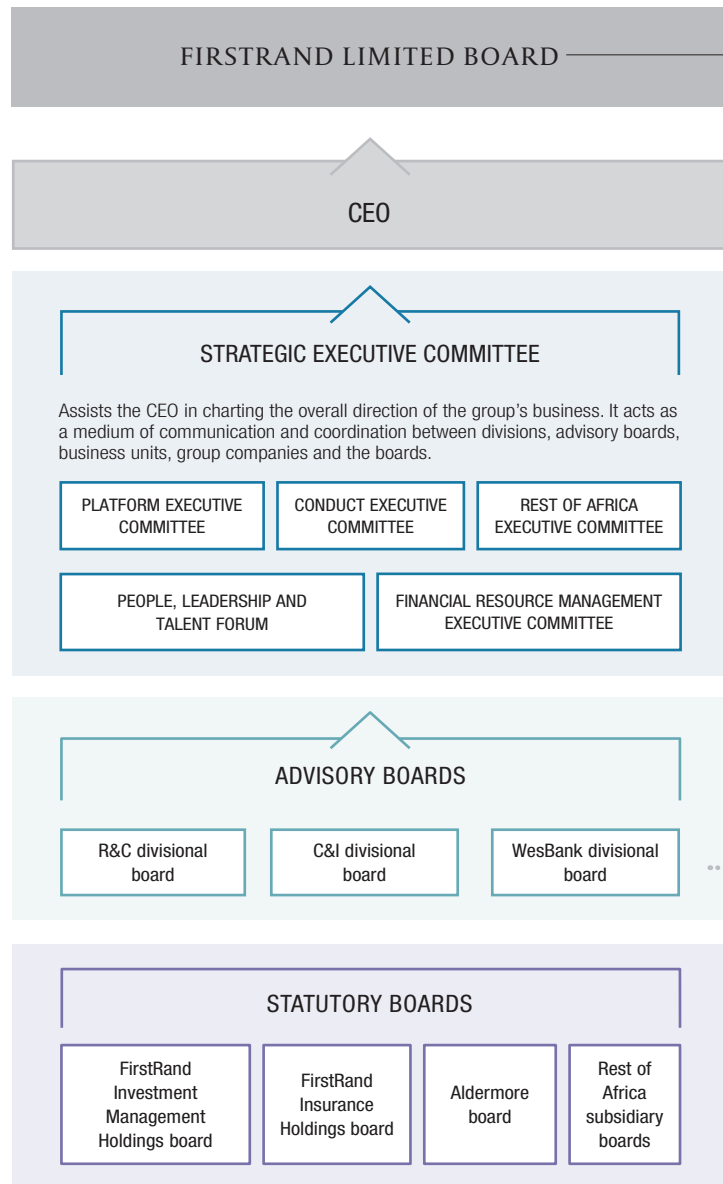 FIRSTRAND LIMITED BOARD
CEO
STRATEGIC EXECUTIVE COMMITTEE
Assists the CEO in charting the overall direction of the group’s business. It acts as
a medium of communication and coordination between divisions, advisory boards,
business units, group companies and the boards.
PLATFORM EXECUTIVE
COMMITTEE
CONDUCT EXECUTIVE
COMMITTEE
REST OF AFRICA
EXECUTIVE COMMITTEE
PEOPLE, LEADERSHIP AND
TALENT FORUM
FINANCIAL RESOURCE MANAGEMENT
EXECUTIVE COMMITTEE
ADVISORY BOARDS
R&C divisional
board
C&I divisional
board
WesBank divisional
board
STATUTORY BOARDS
FirstRand
Investment
Management
Holdings board
FirstRand
Insurance
Holdings board
Aldermore
board
Rest of
Africa
subsidiary
boards